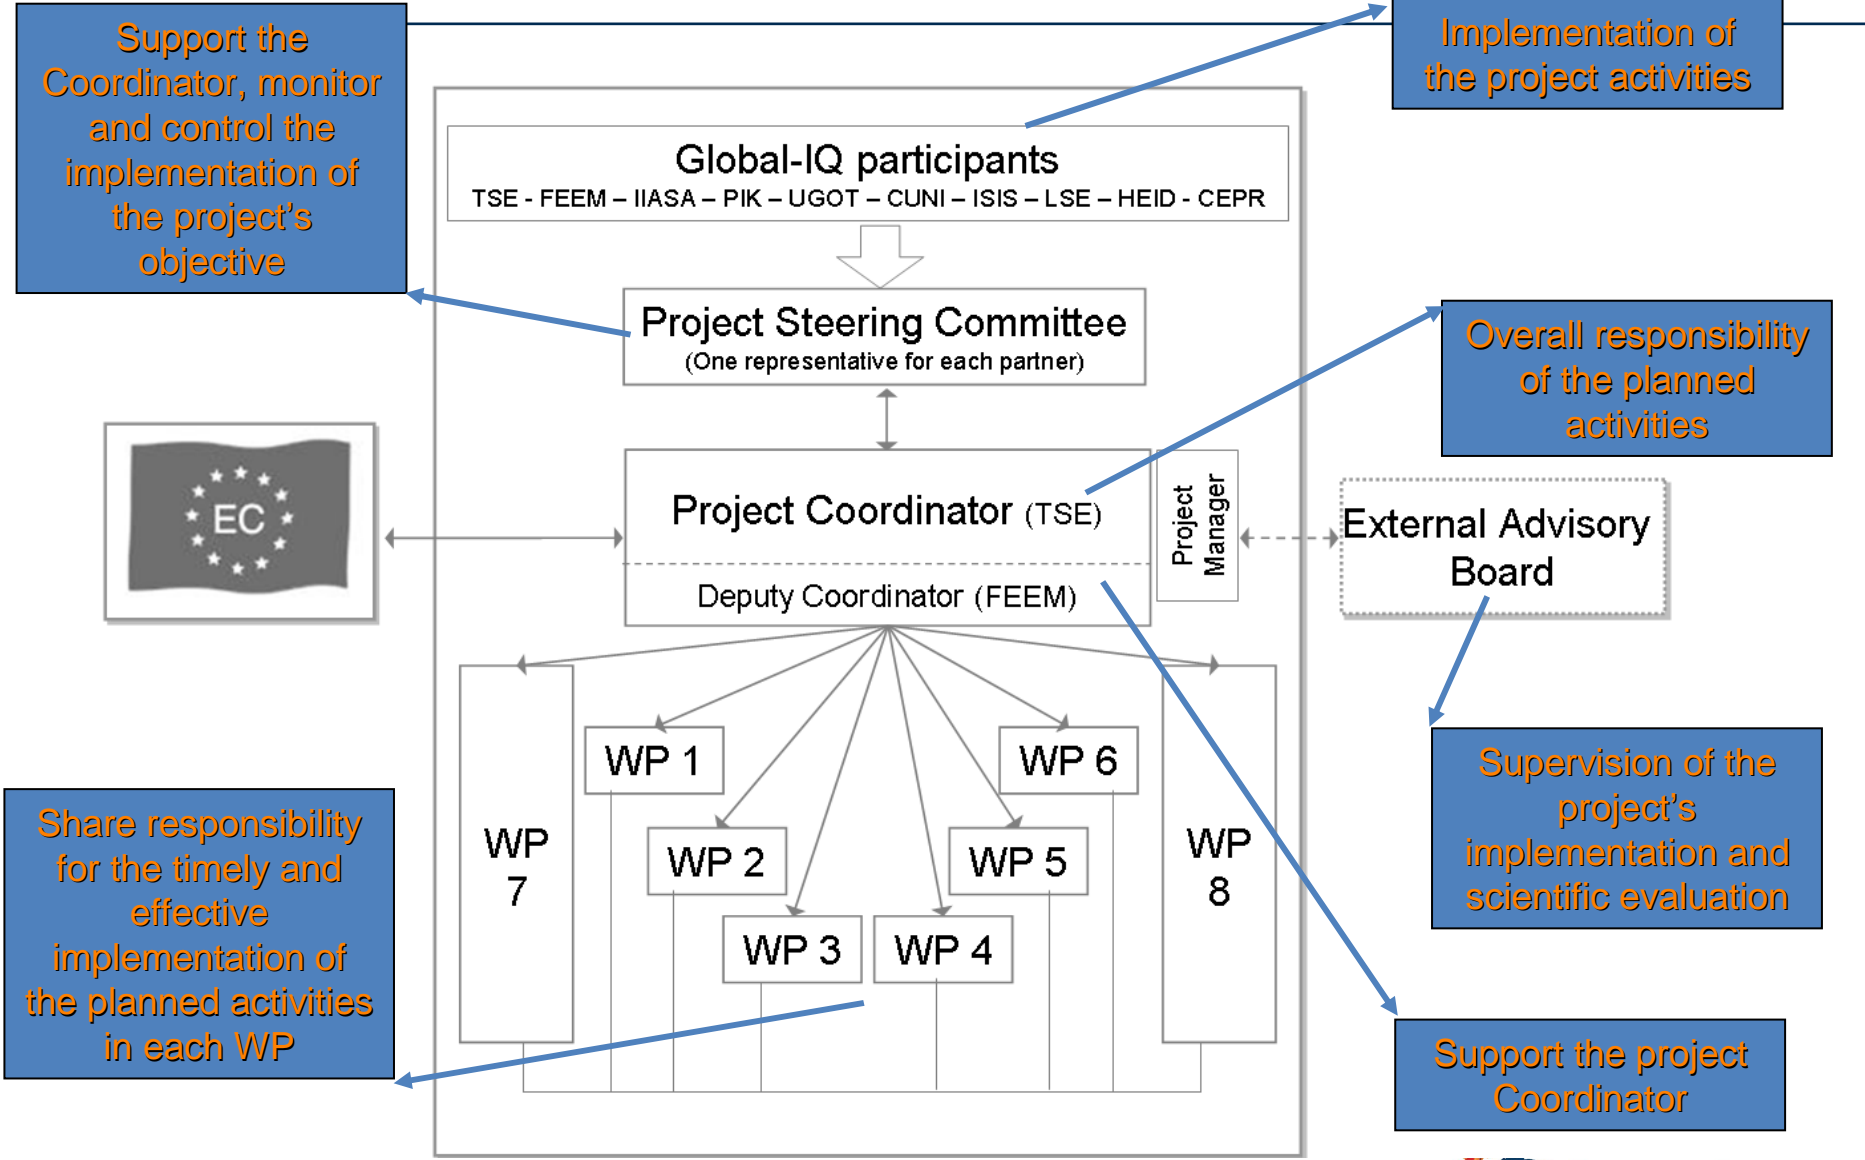 Support the
Coordinator, monitor
and control the
implementation of
the project's
objective
Implementation of
the project activities
Global-IQ participants
TSE - FEEM – IIASA – PIK – UGOT – CUNI – ISIS – LSE – HEID - CEPR
Project Steering Committee
(One representative for each partner)
Overall responsibility
of the planned
activities
EC
Project Coordinator (TSE)
Deputy Coordinator (FEEM)
Project
Manager
External Advisory
Board
WP 1
WP 6
WP
7
WP 2
WP 5
WP
8
WP 3
WP 4
Share responsibility
for the timely and
effective
implementation of
the planned activities
in each WP
Supervision of the
project's
implementation and
scientific evaluation
Support the project
Coordinator